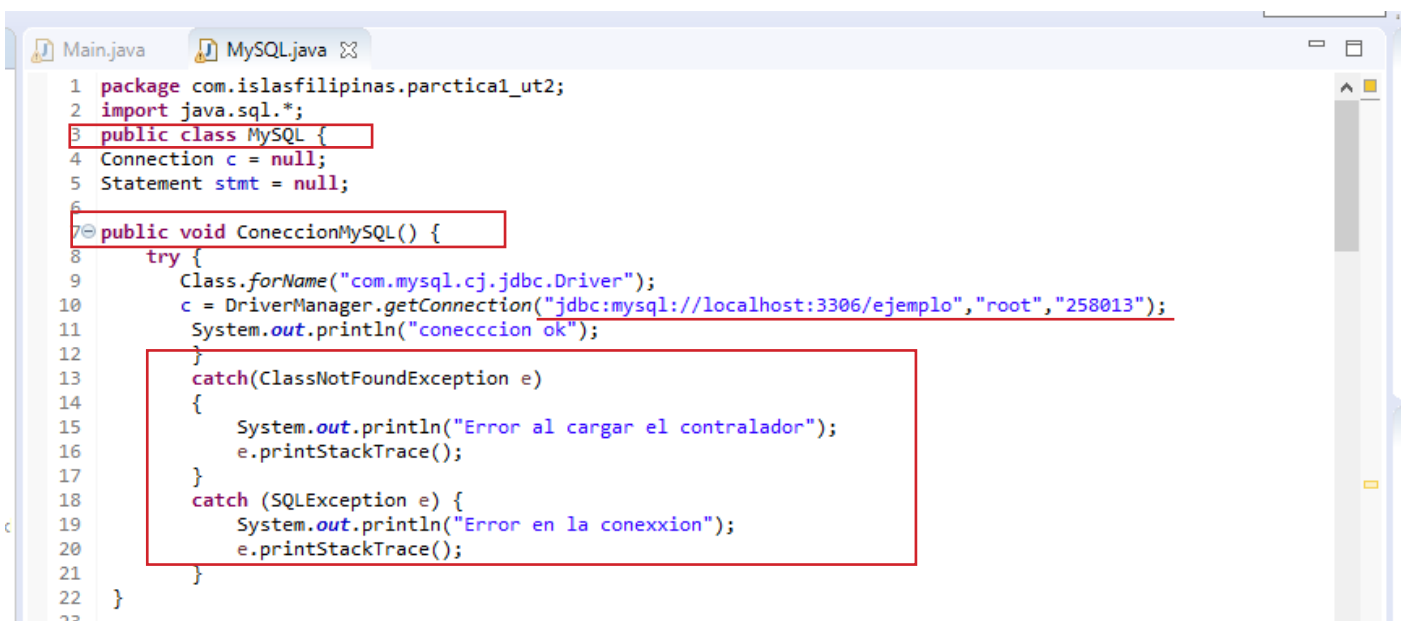 Main.java MySQL.java
1 package com.islasfilipinas.parctica1_ut2;
2 import java.sql.*;
3 public class MySQL {
4 Connection c = null;
5 Statement stmt = null;
6
7 public void ConeccionMySQL() {
8 try {
9 Class.forName("com.mysql.cj.jdbc.Driver");
10 c = DriverManager.getConnection("jdbc:mysql://localhost:3306/ejemplo","root","258013");
11 System.out.println("conecccion ok");
12 }
13 catch(ClassNotFoundException e)
14 {
15 System.out.println("Error al cargar el contralador");
16 e.printStackTrace();
17 }
18 catch (SQLException e) {
19 System.out.println("Error en la conexxion");
20 e.printStackTrace();
21 }
22 }
23